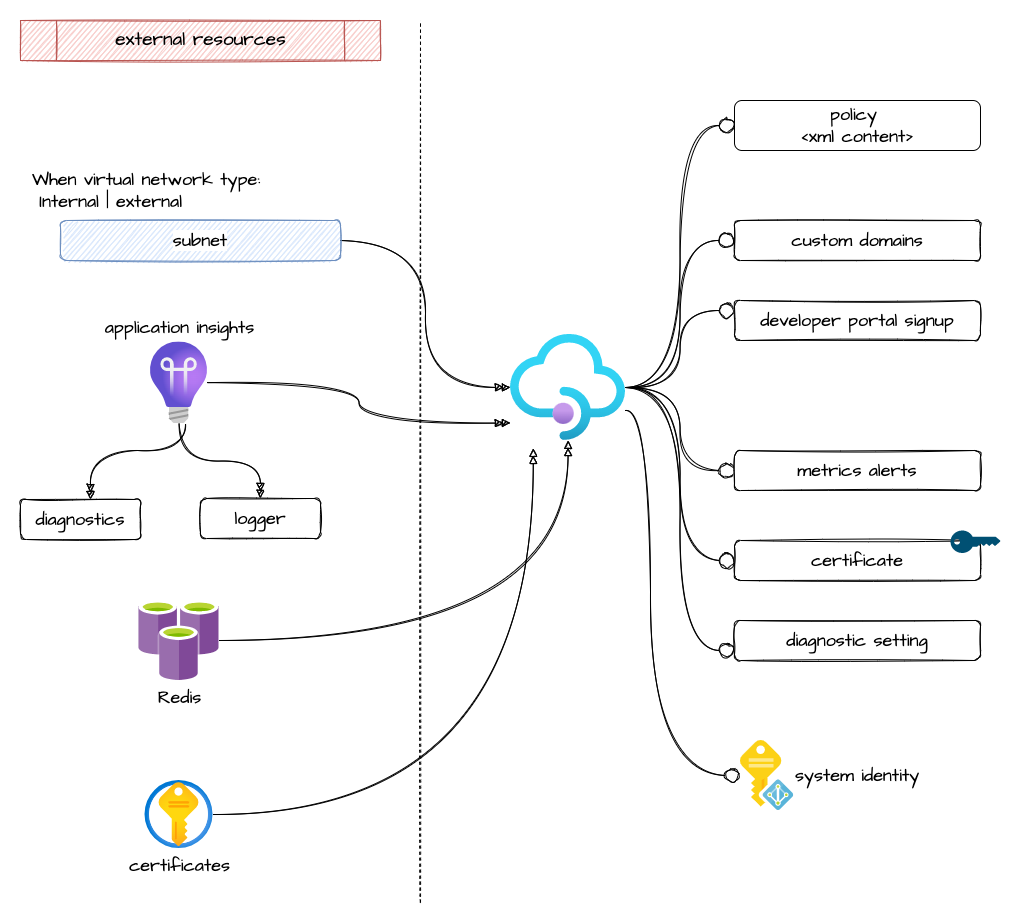 external resources
When virtual network type:
Internal | external
subnet
application insights
diagnostics
logger
Redis
certificates
policy
<xml content>
custom domains
developer portal signup
metrics alerts
certificate
diagnostic setting
system identity